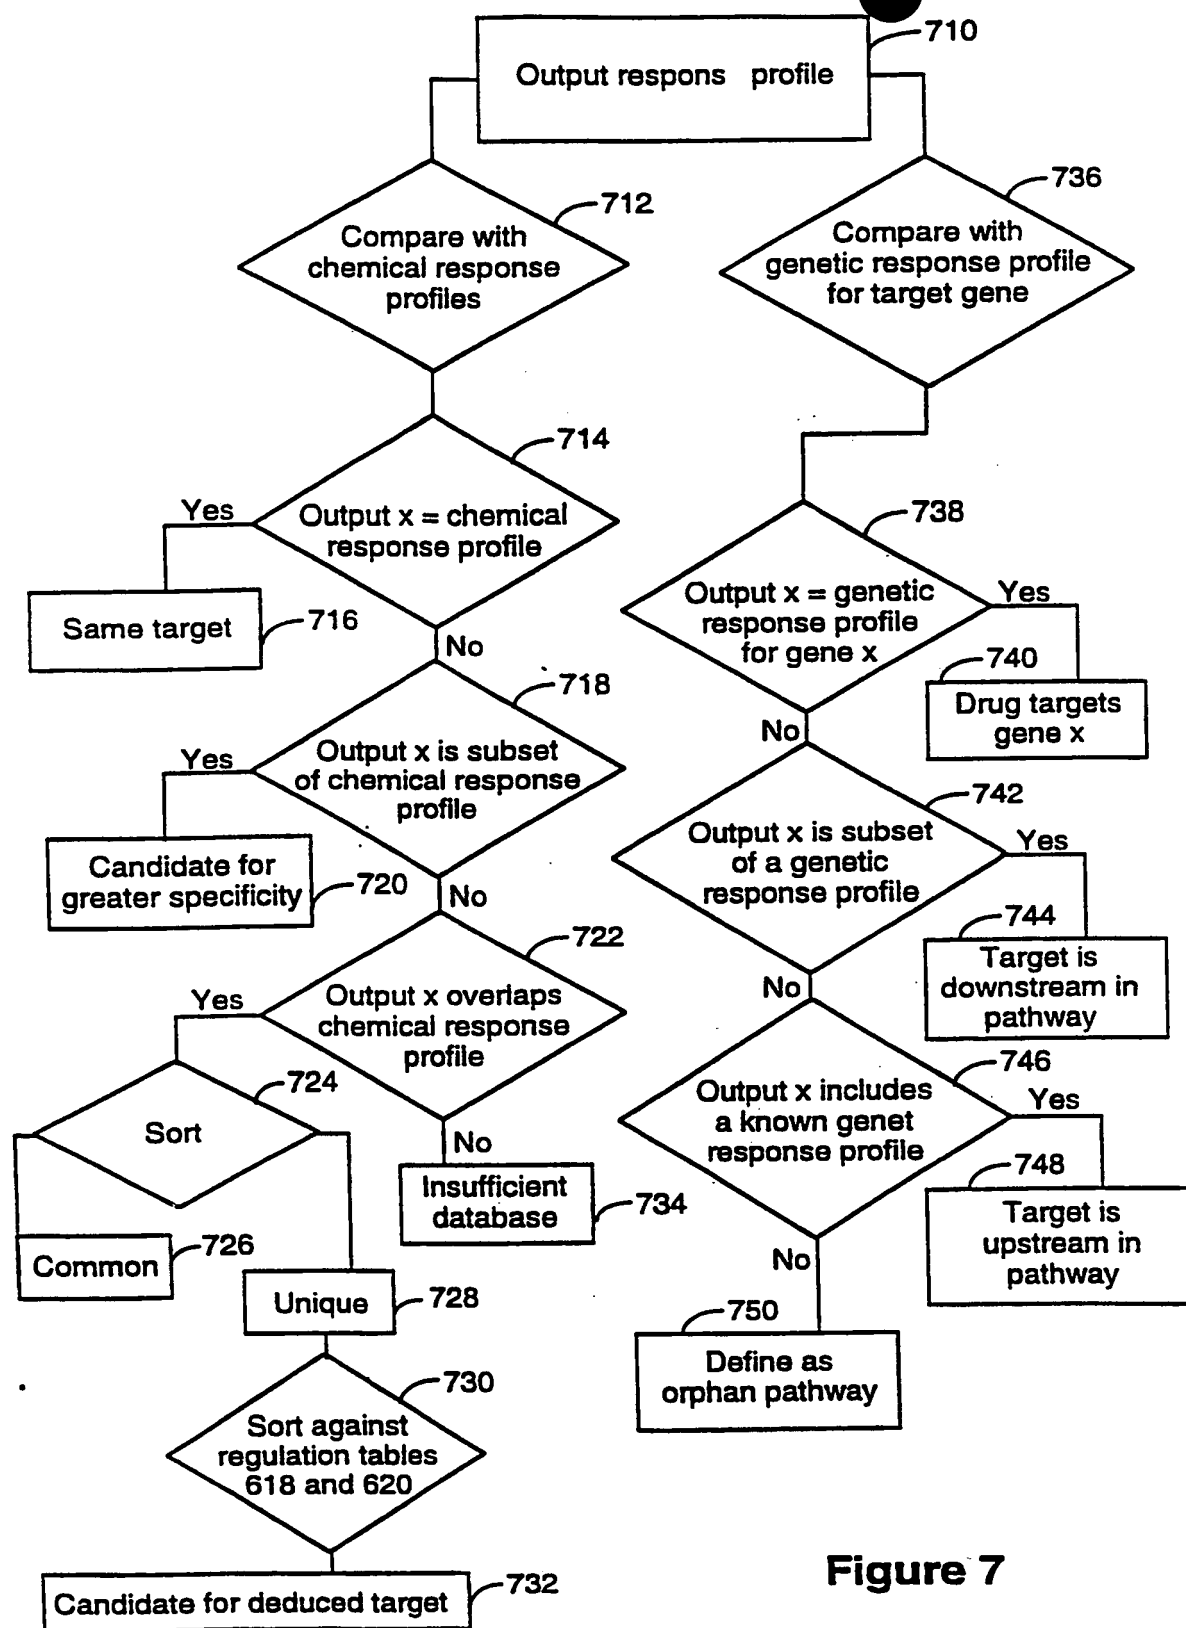 710
Output respons profile
712
Compare with
chemical response
profiles
736
Compare with
genetic response profile
for target gene
714
Output x = chemical
response profile
Yes
Same target
716
No
738
Output x = genetic
response profile
for gene x
Yes
740
Drug targets
gene x
No
718
Output x is subset
of chemical response
profile
Yes
Candidate for
greater specificity
720
No
742
Output x is subset
of a genetic
response profile
Yes
744
Target is
downstream in
pathway
No
722
Output x overlaps
chemical response
profile
Yes
724
Sort
No
Insufficient
database
734
726
Common
Unique
728
730
Sort against
regulation tables
618 and 620
Candidate for deduced target
732
746
Output x includes
a known genet
response profile
Yes
748
Target is
upstream in
pathway
No
750
Define as
orphan pathway
Figure 7